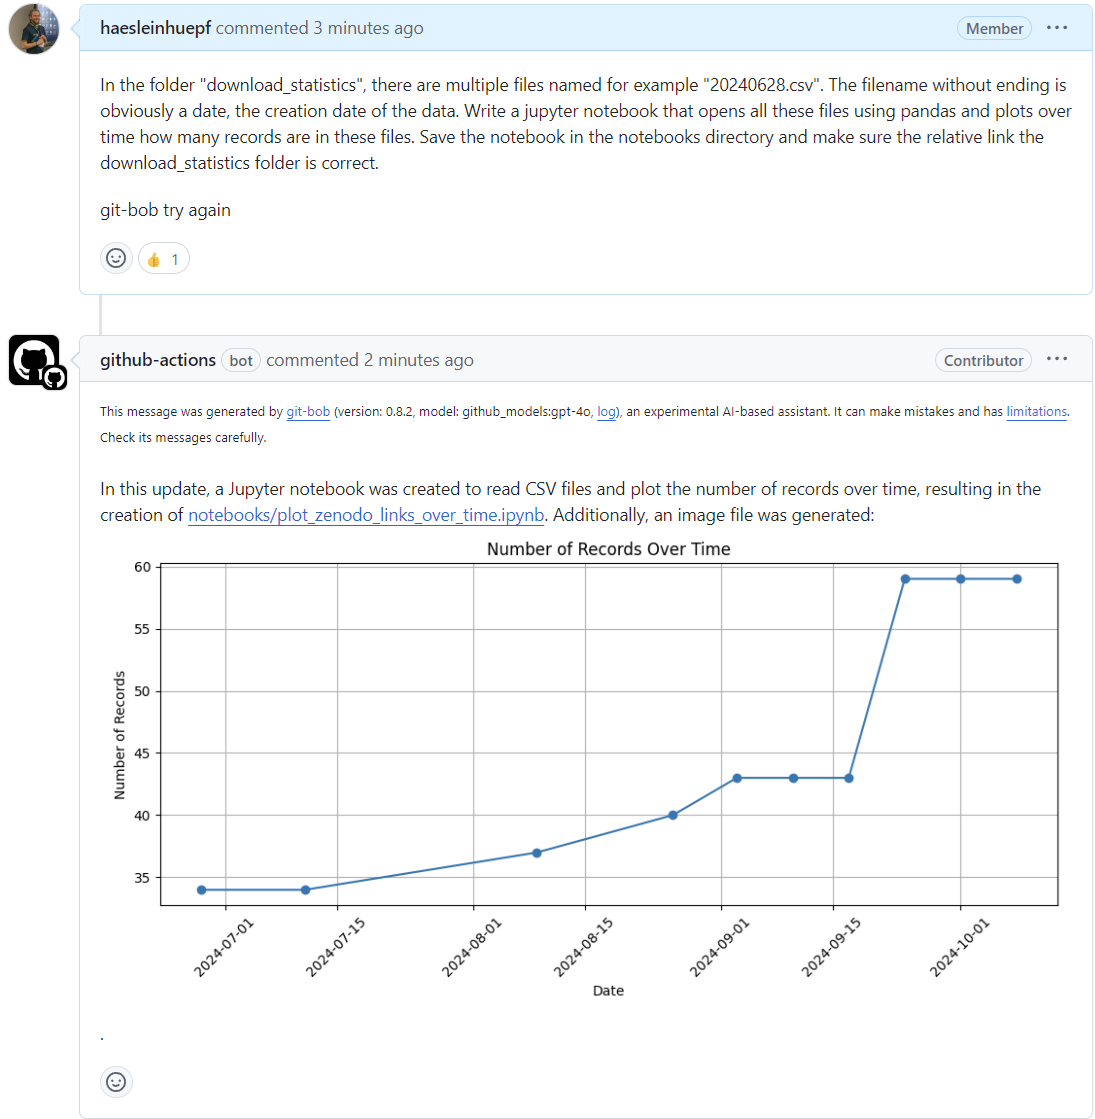 haesleinhuepf commented 3 minutes ago
Member
In the folder "download_statistics", there are multiple files named for example "20240628.csv". The filename without ending is
obviously a date, the creation date of the data. Write a jupyter notebook that opens all these files using pandas and plots over
time how many records are in these files. Save the notebook in the notebooks directory and make sure the relative link the
download_statistics folder is correct.
git-bob try again
1
github-actions bot commented 2 minutes ago
Contributor
This message was generated by git-bob (version: 0.8.2, model: github_models:gpt-4o, log), an experimental AI-based assistant. It can make mistakes and has limitations.
Check its messages carefully.
In this update, a Jupyter notebook was created to read CSV files and plot the number of records over time, resulting in the
creation of notebooks/plot_zenodo_links_over_time.ipynb. Additionally, an image file was generated:
Number of Records Over Time
60
55
50
45
40
35
Number of Records
2024-07-01
2024-07-15
2024-08-01
2024-08-15
2024-09-01
2024-09-15
2024-10-01
Date
.